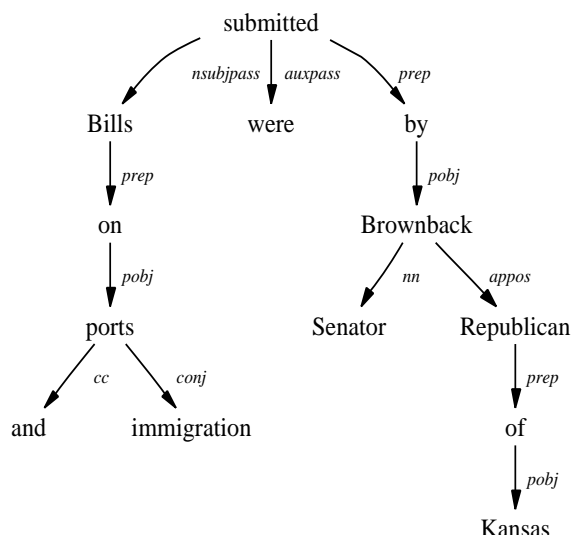 submitted
nsubjpass auxpass prep
Bills were by
prep pobj
on Brownback
pobj nn appos
ports Senator Republican
cc conj prep
and immigration of
pobj
Kansas